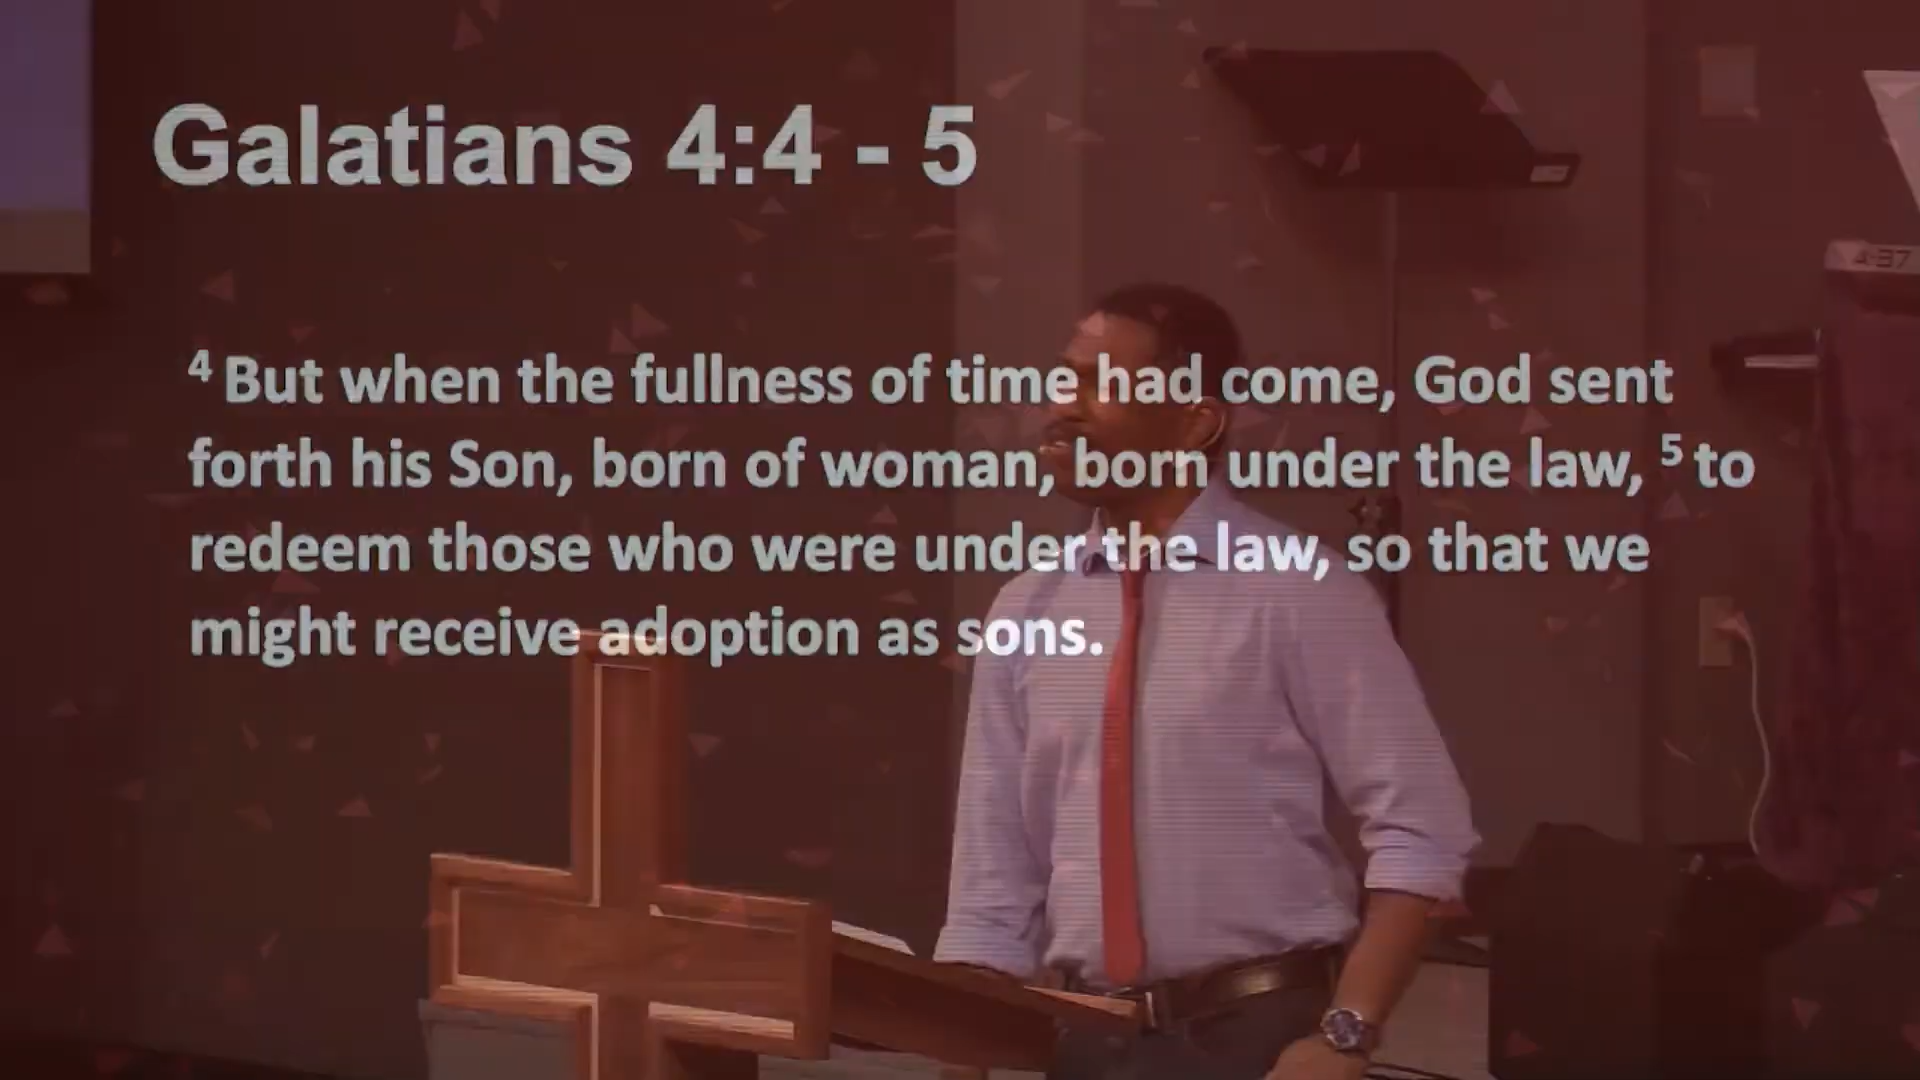 Galatians 4:4 - 5
4 But when the fullness of time had come, God sent
forth his Son, born of woman, born under the law, 5 to
redeem those who were under the law, so that we
might receive adoption as sons.
4:37